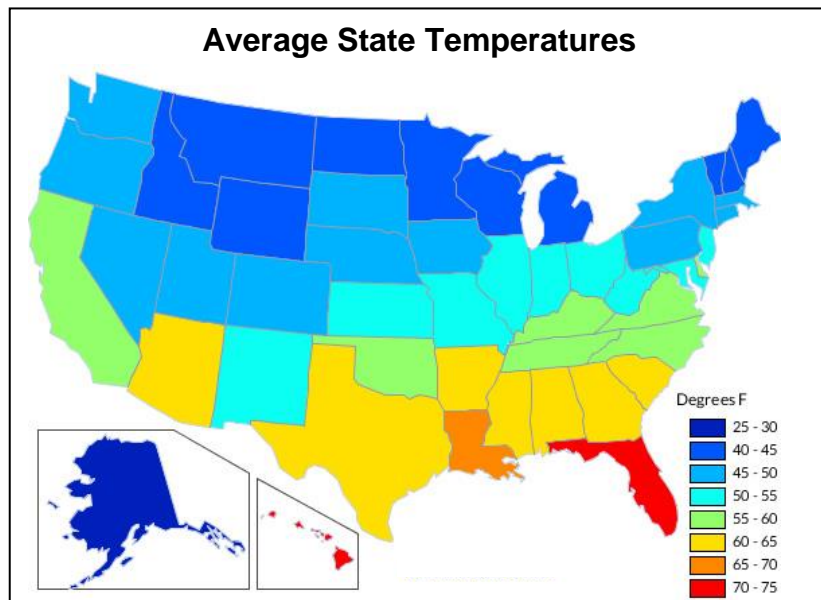 Average State Temperatures
Degrees F
25 - 30
40 - 45
45 - 50
50 - 55
55 - 60
60 - 65
65 - 70
70 - 75